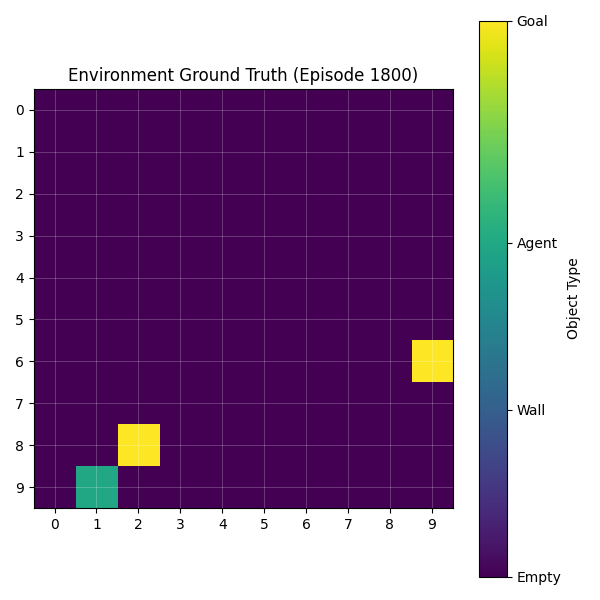 Environment Ground Truth (Episode 1800)
0
1
2
3
4
5
6
7
8
9
0 1 2 3 4 5 6 7 8 9
Goal
Agent
Wall
Empty
Object Type